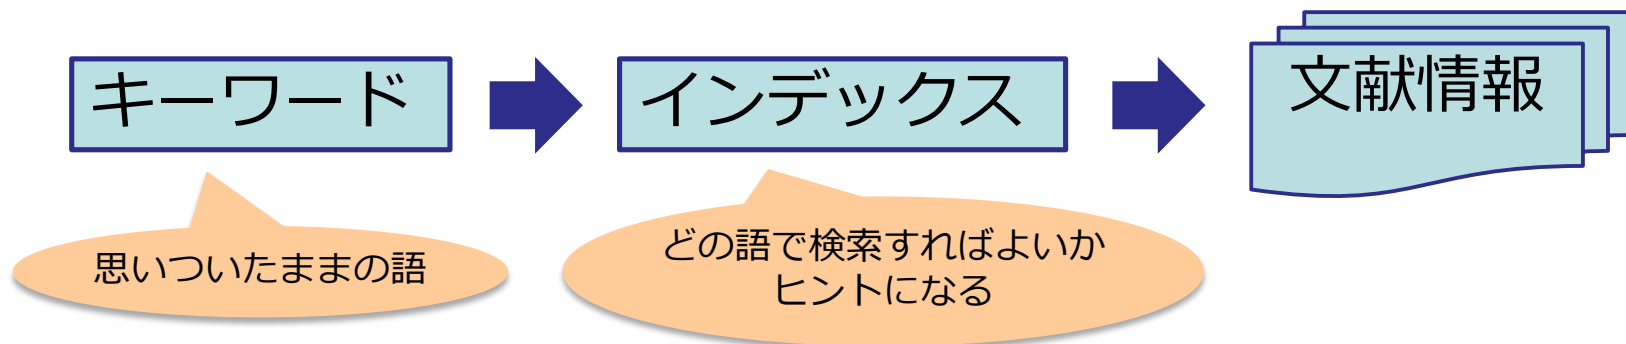 キーワード
インデックス
文献情報
思いついたままの語
どの語で検索すればよいか
ヒントになる